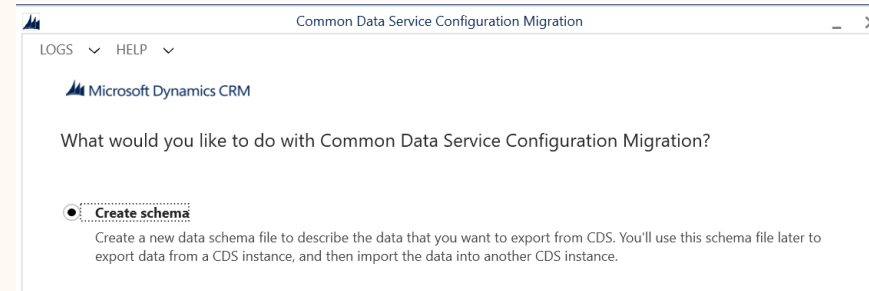 Common Data Service Configuration Migration
LOGS HELP
Microsoft Dynamics CRM
What would you like to do with Common Data Service Configuration Migration?
Create schema
Create a new data schema file to describe the data that you want to export from CDS. You'll use this schema file later to
export data from a CDS instance, and then import the data into another CDS instance.